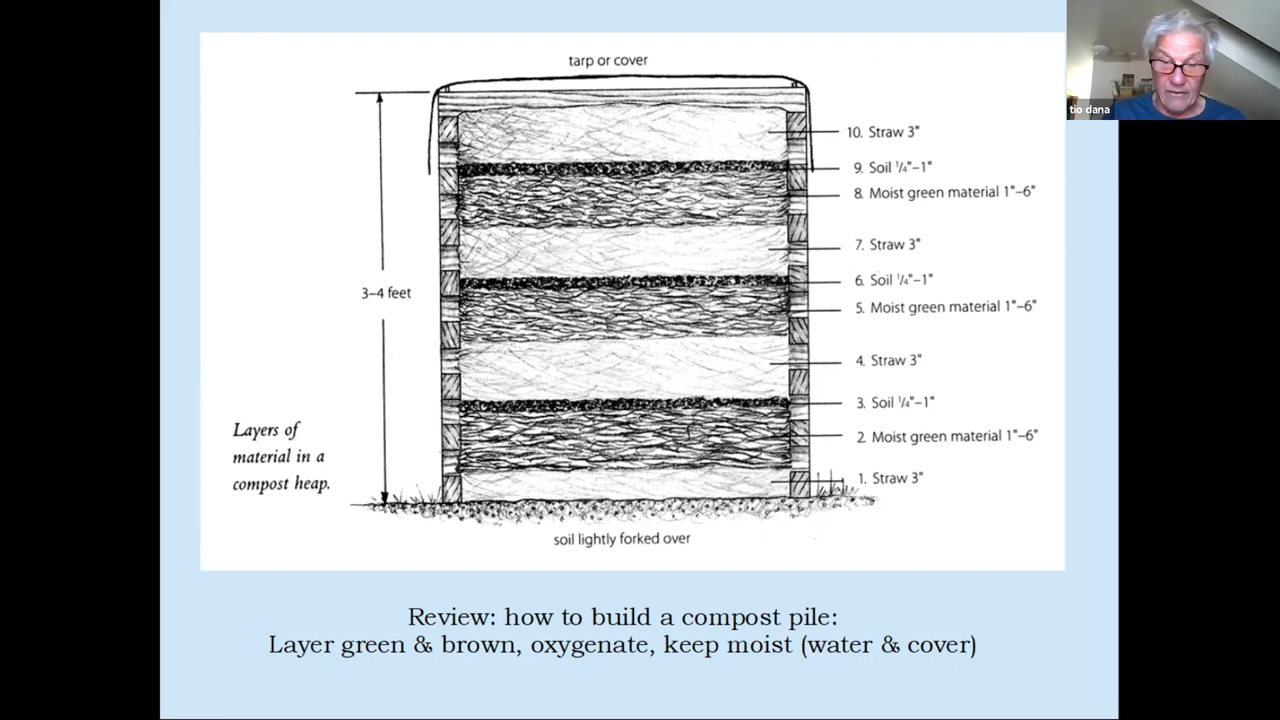 tarp or cover
10. Straw 3"
9. Soil 1/4"–1"
8. Moist green material 1"–6"
7. Straw 3"
6. Soil 1/4"–1"
3–4 feet
5. Moist green material 1"–6"
4. Straw 3"
3. Soil 1/4"–1"
2. Moist green material 1"–6"
1. Straw 3"
Layers of
material in a
compost heap.
soil lightly forked over
Review: how to build a compost pile:
Layer green & brown, oxygenate, keep moist (water & cover)
tio dana